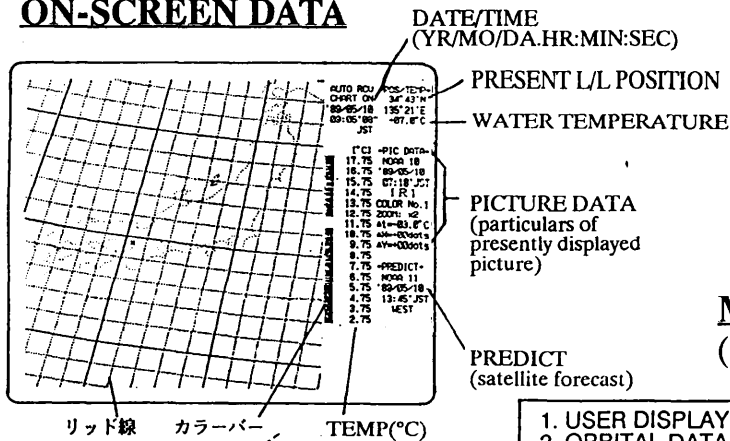 ON-SCREEN DATA
DATE/TIME
(YR/MO/DA.HR:MIN:SEC)
PRESENT L/L POSITION
WATER TEMPERATURE
AUTO RCV -POS/TEMP-
CHART ON 34°43'N
'89/05/10 135°21'E
09:05'08" -07.8°C
JST
[°C] -PIC DATA-
17.75 NOAA 10
16.75 '89/05/10
15.75 07:18'JST
14.75 IR1
13.75 COLOR No.1
12.75 ZOOM: x2
11.75
10.75
9.75
8.75
7.75 -PREDICT-
6.75 NOAA 11
5.75 '89/05/10
4.75 13:45'JST
3.75 WEST
2.75
PICTURE DATA
(particulars of
presently displayed
picture)
PREDICT
(satellite forecast)
リッド線 カラーバー TEMP(°C)
1. USER DISPLAY
2. ORBITAL DATA